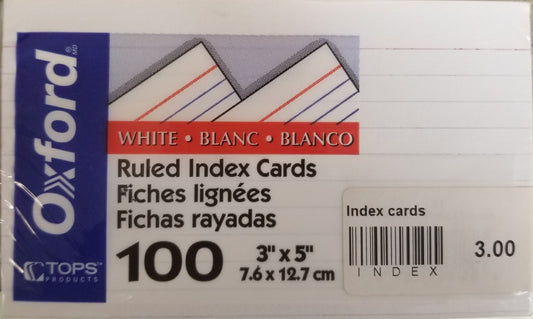 Oxford
WHITE • BLANC • BLANCO
Ruled Index Cards
Fiches lignées
Fichas rayadas
100
3" x 5"
7.6 x 12.7 cm
TOPS™
PRODUCTS
Index cards
INDEX
3.00